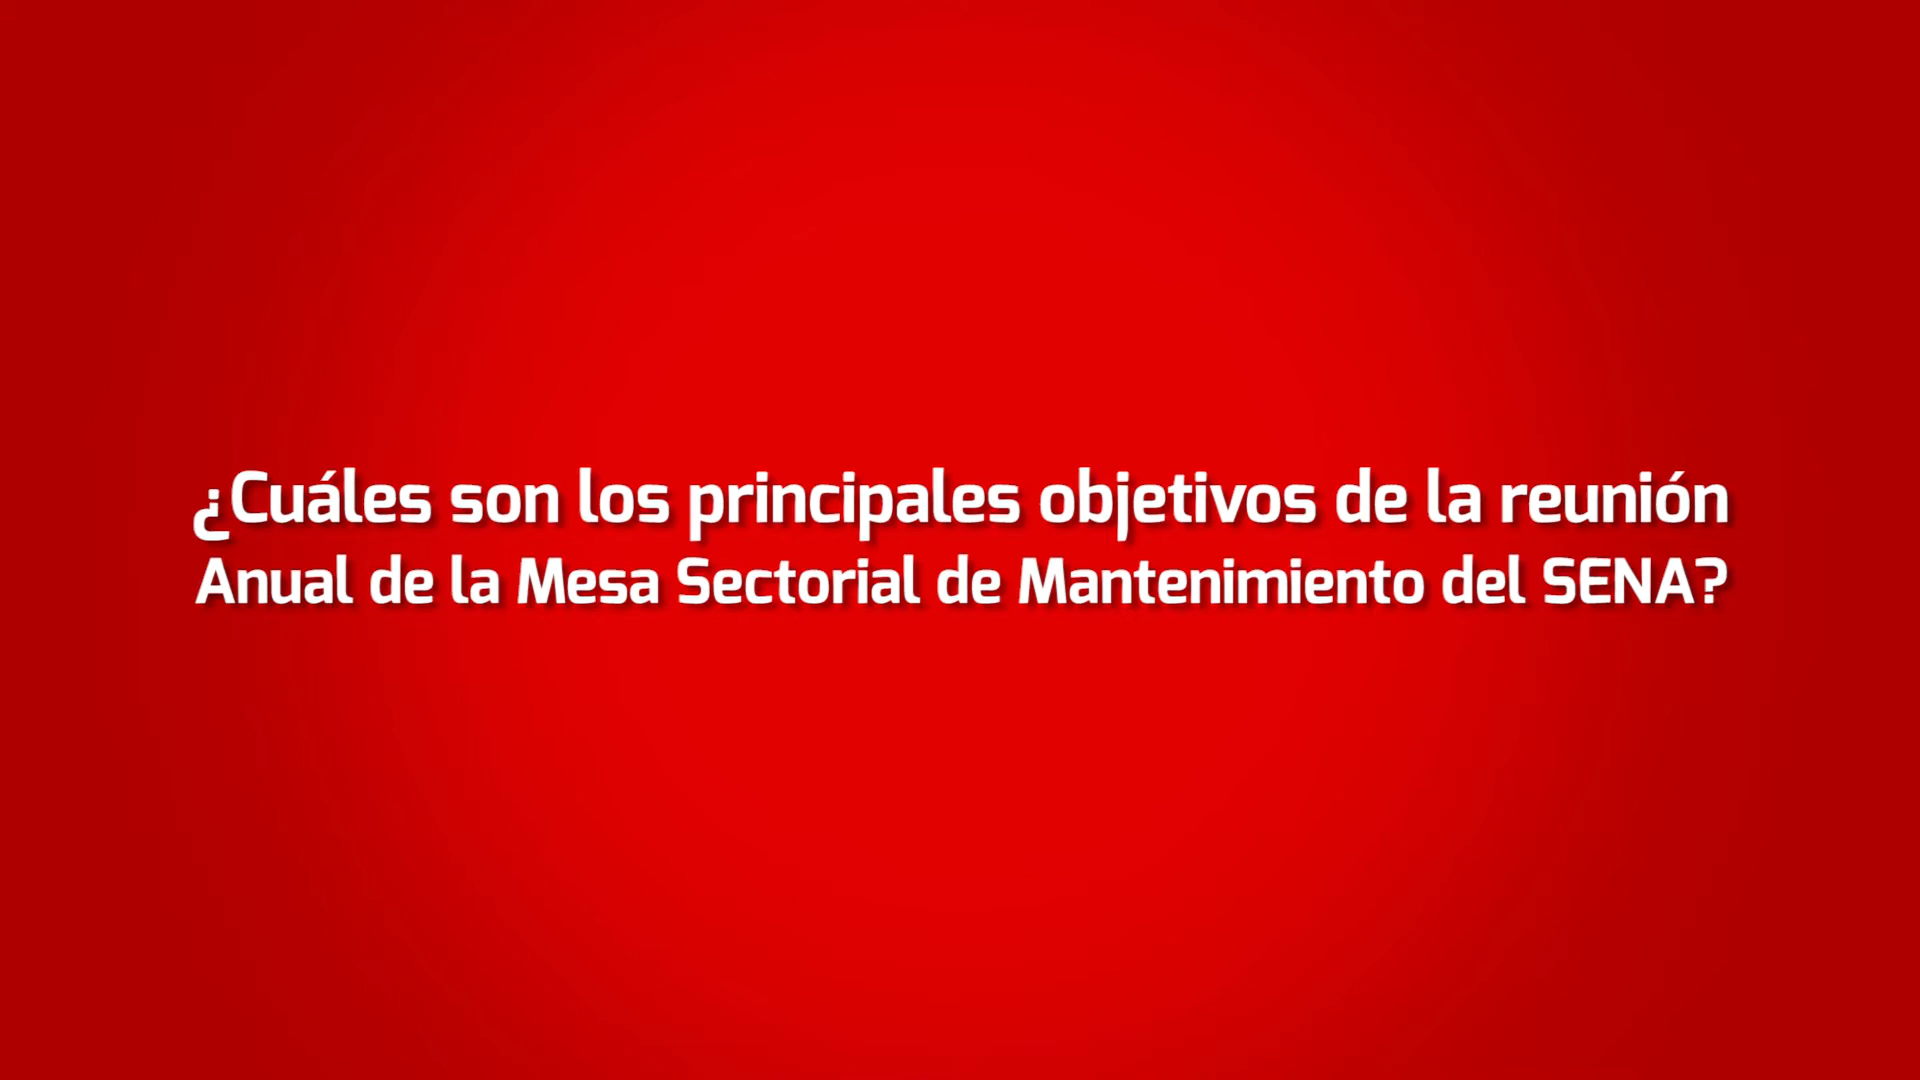 ¿Cuáles son los principales objetivos de la reunión
Anual de la Mesa Sectorial de Mantenimiento del SENA?